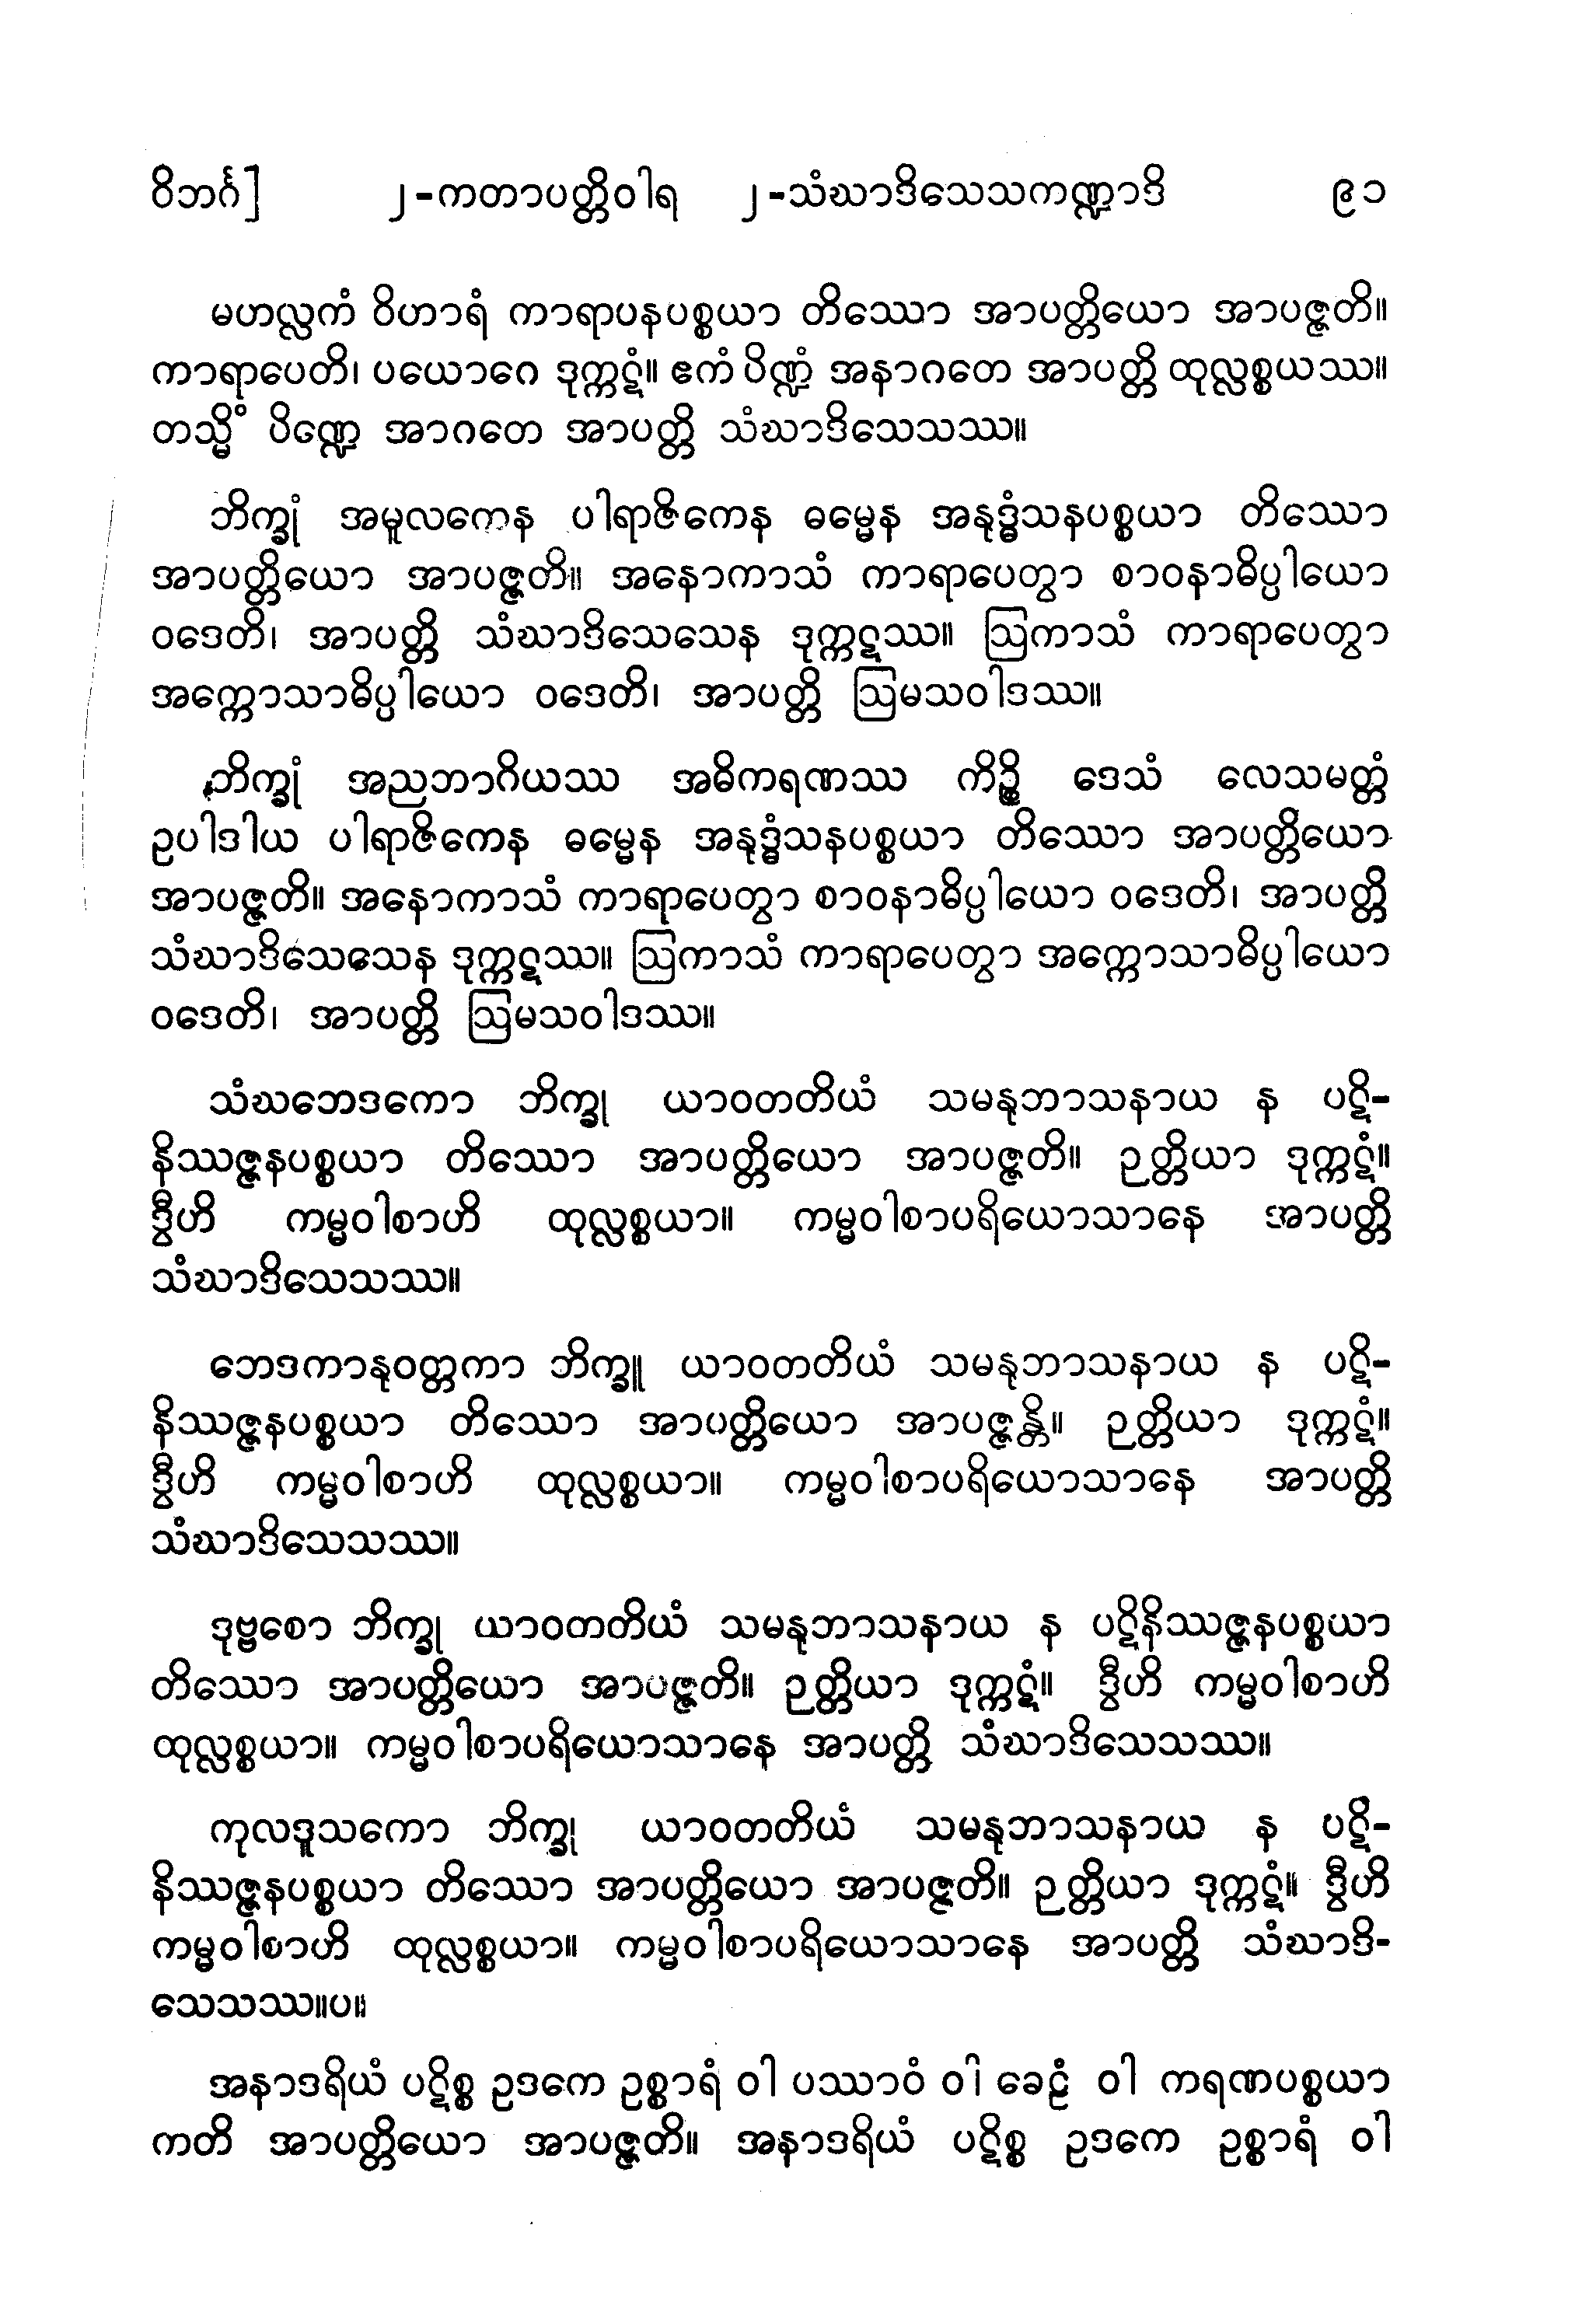 ဝိဘင်္ဂ] ၂-ကတာပတ္တိဝါရ ၂-သံဃာဒိသေသကဏ္ဍာဒိ ၉၁
မဟလ္လကံ ဝိဟာရံ ကာရာပနပစ္စယာ တိဿော အာပတ္တိယော အာပဇ္ဇတိ။
ကာရာပေတိ၊ ပယောဂေ ဒုက္ကဋံ။ ဧကံ ပိဏ္ဍံ အနာဂတေ အာပတ္တိ ထုလ္လစ္စယဿ။
တသ္မိံ ပိဏ္ဍေ အာဂတေ အာပတ္တိ သံဃာဒိသေသဿ။
ဘိက္ခုံ အမူလကေန ပါရာဇိကေန ဓမ္မေန အနုဒ္ဓံသနပစ္စယာ တိဿော
အာပတ္တိယော အာပဇ္ဇတိ။ အနောကာသံ ကာရာပေတွာ စာဝနာဓိပ္ပါယော
ဝဒေတိ၊ အာပတ္တိ သံဃာဒိသေသေန ဒုက္ကဋဿ။ ဩကာသံ ကာရာပေတွာ
အက္ကောသာဓိပ္ပါယော ဝဒေတိ၊ အာပတ္တိ ဩမသဝါဒဿ။
ဘိက္ခုံ အညဘာဂိယဿ အဓိကရဏဿ ကိဉ္စိ ဒေသံ လေသမတ္တံ
ဥပါဒါယ ပါရာဇိကေန ဓမ္မေန အနုဒ္ဓံသနပစ္စယာ တိဿော အာပတ္တိယော
အာပဇ္ဇတိ။ အနောကာသံ ကာရာပေတွာ စာဝနာဓိပ္ပါယော ဝဒေတိ၊ အာပတ္တိ
သံဃာဒိသေသေန ဒုက္ကဋဿ။ ဩကာသံ ကာရာပေတွာ အက္ကောသာဓိပ္ပါယော
ဝဒေတိ၊ အာပတ္တိ ဩမသဝါဒဿ။
သံဃဘေဒကော ဘိက္ခု ယာဝတတိယံ သမနုဘာသနာယ န ပဋိ-
နိဿဇ္ဇနပစ္စယာ တိဿော အာပတ္တိယော အာပဇ္ဇတိ။ ဉတ္တိယာ ဒုက္ကဋံ။
ဒွီဟိ ကမ္မဝါစာဟိ ထုလ္လစ္စယာ။ ကမ္မဝါစာပရိယောသာနေ အာပတ္တိ
သံဃာဒိသေသဿ။
ဘေဒကာနုဝတ္တကာ ဘိက္ခူ ယာဝတတိယံ သမနုဘာသနာယ န ပဋိ-
နိဿဇ္ဇနပစ္စယာ တိဿော အာပတ္တိယော အာပဇ္ဇန္တိ။ ဉတ္တိယာ ဒုက္ကဋံ။
ဒွီဟိ ကမ္မဝါစာဟိ ထုလ္လစ္စယာ။ ကမ္မဝါစာပရိယောသာနေ အာပတ္တိ
သံဃာဒိသေသဿ။
ဒုဗ္ဗစော ဘိက္ခု ယာဝတတိယံ သမနုဘာသနာယ န ပဋိနိဿဇ္ဇနပစ္စယာ
တိဿော အာပတ္တိယော အာပဇ္ဇတိ။ ဉတ္တိယာ ဒုက္ကဋံ။ ဒွီဟိ ကမ္မဝါစာဟိ
ထုလ္လစ္စယာ။ ကမ္မဝါစာပရိယောသာနေ အာပတ္တိ သံဃာဒိသေသဿ။
ကုလဒူသကော ဘိက္ခု ယာဝတတိယံ သမနုဘာသနာယ န ပဋိ-
နိဿဇ္ဇနပစ္စယာ တိဿော အာပတ္တိယော အာပဇ္ဇတိ။ ဉတ္တိယာ ဒုက္ကဋံ။ ဒွီဟိ
ကမ္မဝါစာဟိ ထုလ္လစ္စယာ။ ကမ္မဝါစာပရိယောသာနေ အာပတ္တိ သံဃာဒိ-
သေသဿ။ပ။
အနာဒရိယံ ပဋိစ္စ ဥဒကေ ဥစ္စာရံ ဝါ ပဿာဝံ ဝါ ခေဠံ ဝါ ကရဏပစ္စယာ
ကတိ အာပတ္တိယော အာပဇ္ဇတိ။ အနာဒရိယံ ပဋိစ္စ ဥဒကေ ဥစ္စာရံ ဝါ